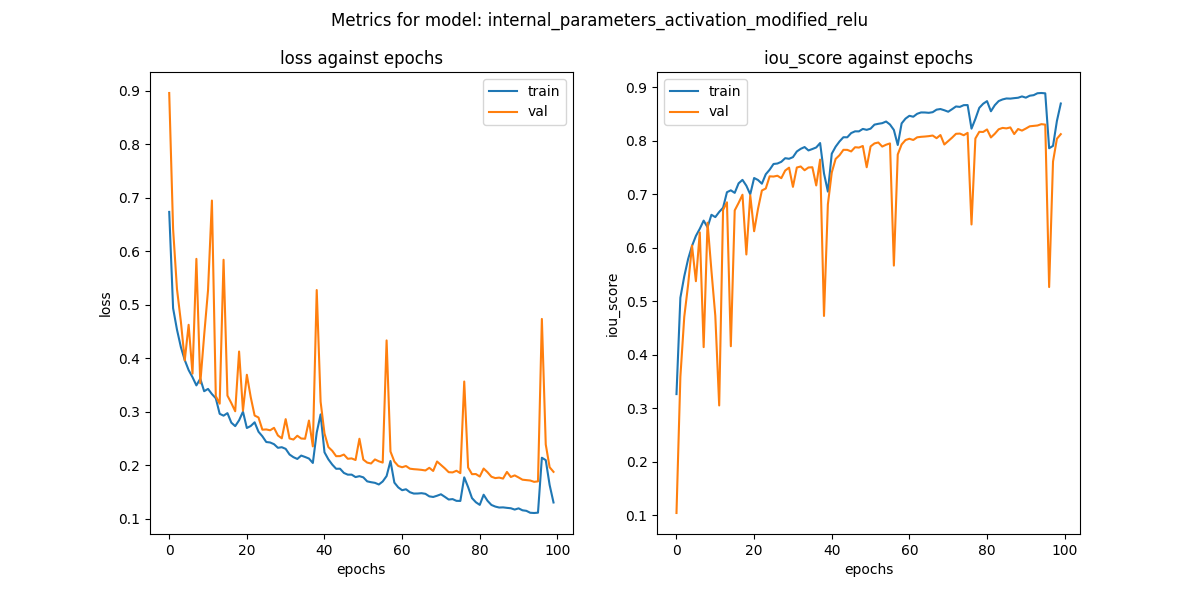 Metrics for model: internal_parameters_activation_modified_relu
loss against epochs
train
val
0.9
0.8
0.7
0.6
0.5
0.4
0.3
0.2
0.1
loss
0 20 40 60 80 100
epochs
iou_score against epochs
train
val
0.9
0.8
0.7
0.6
0.5
0.4
0.3
0.2
0.1
iou_score
0 20 40 60 80 100
epochs